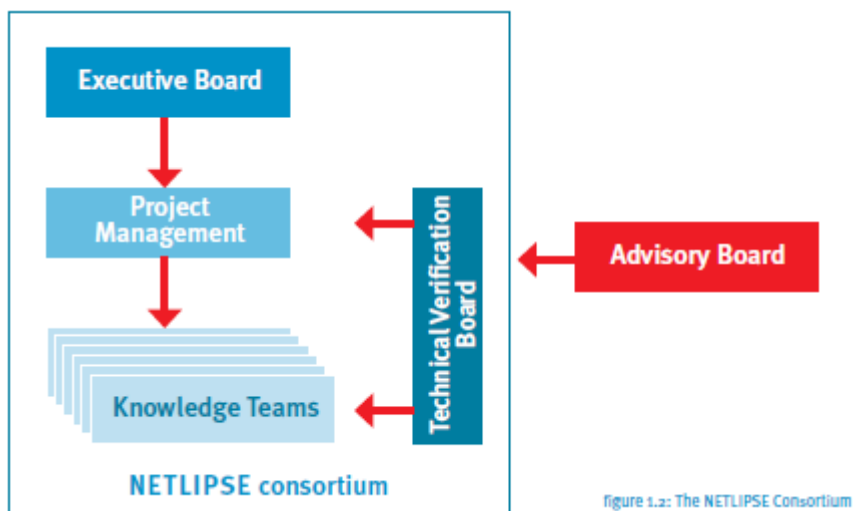 Executive Board
Project
Management
Technical Verification
Board
Advisory Board
Knowledge Teams
NETLIPSE consortium
figure 1.2: The NETLIPSE Consortium